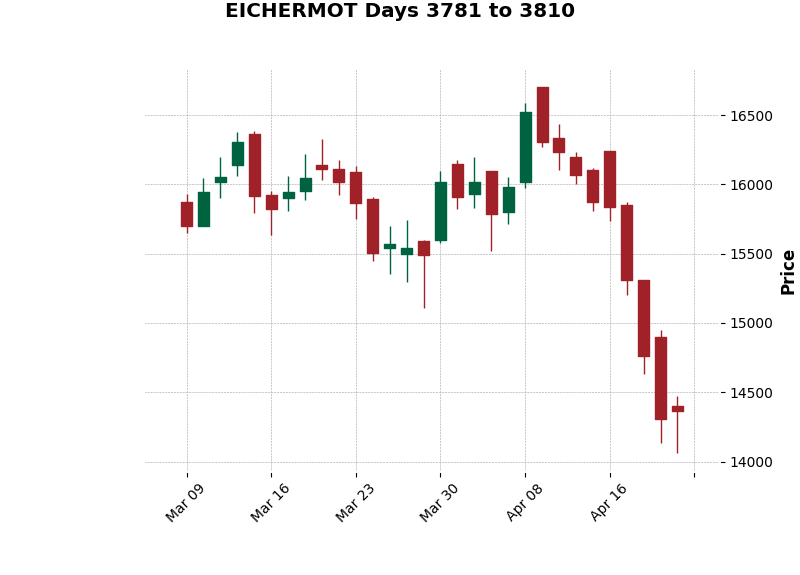 EICHERMOT Days 3781 to 3810
16500
16000
15500
15000
14500
14000
Price
Mar 09
Mar 16
Mar 23
Mar 30
Apr 08
Apr 16